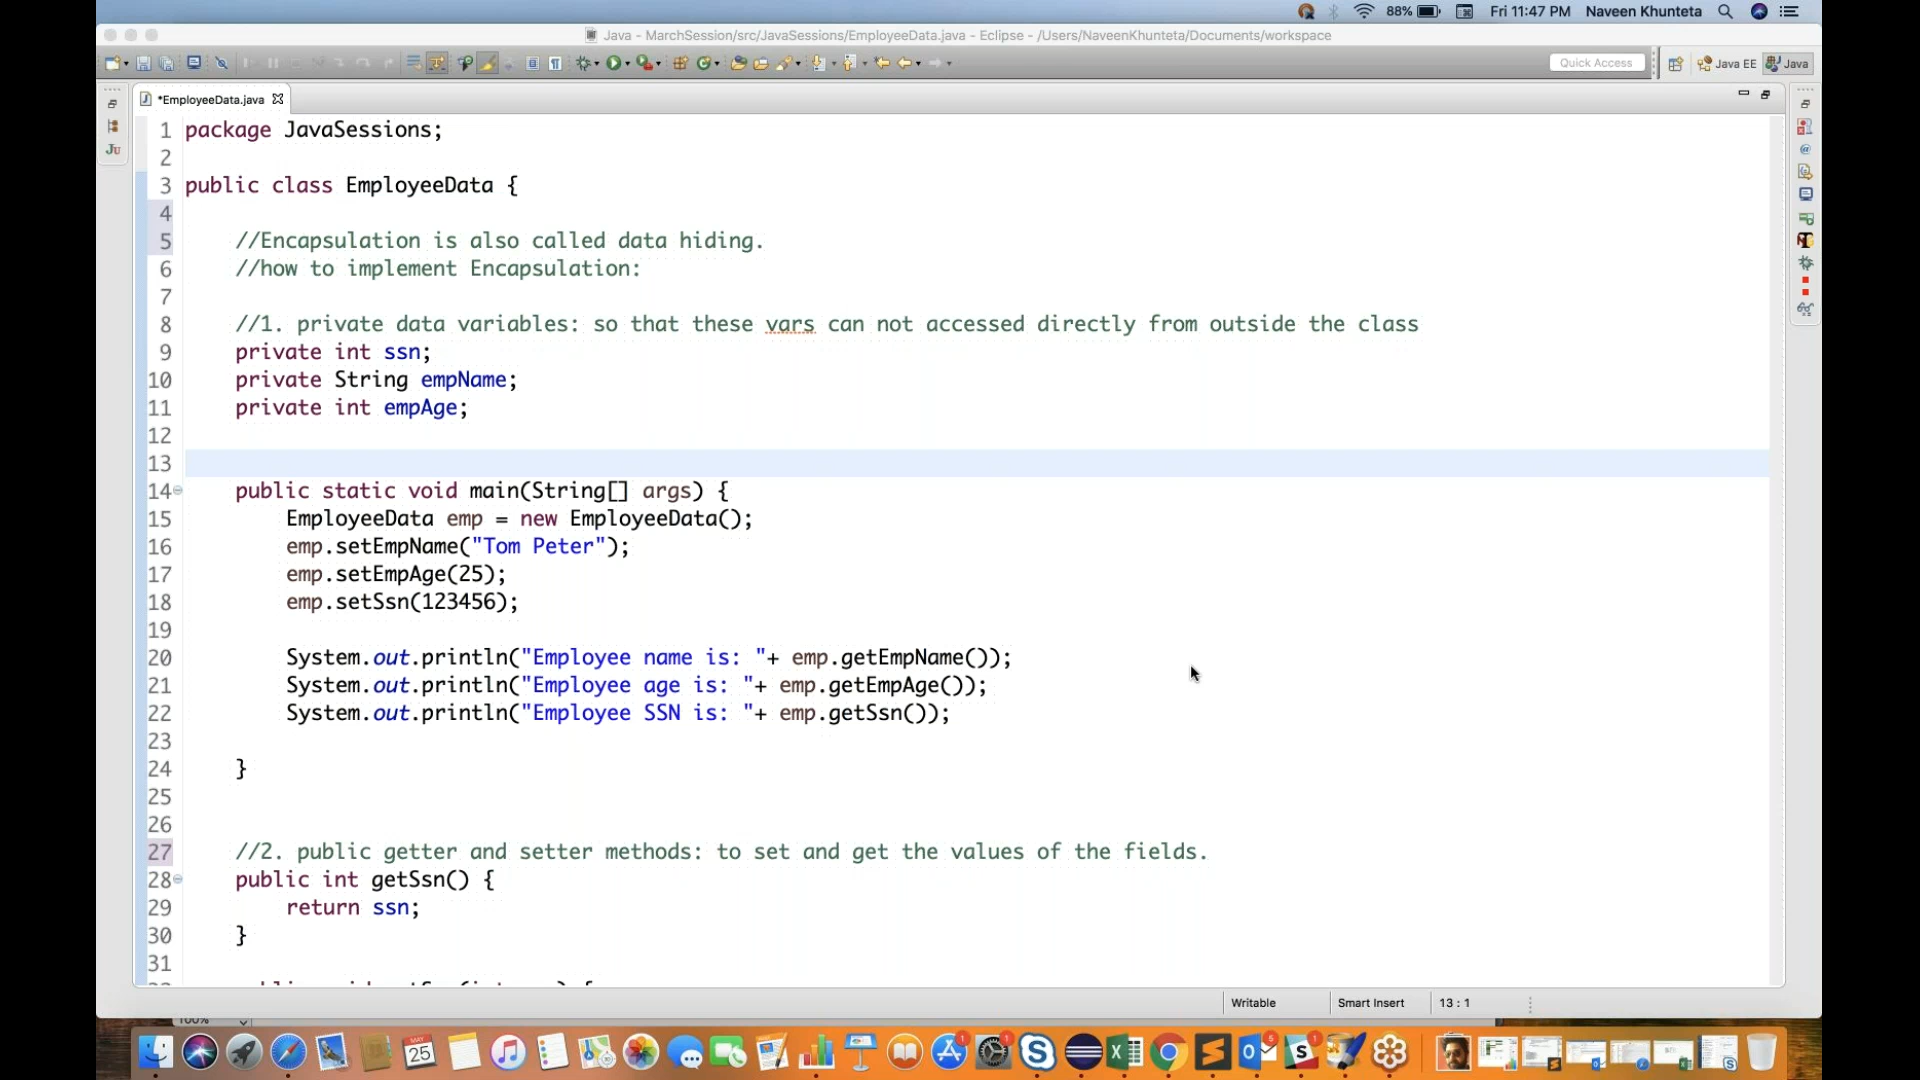 88% Fri 11:47 PM Naveen Khunteta
Java - MarchSession/src/JavaSessions/EmployeeData.java - Eclipse - /Users/NaveenKhunteta/Documents/workspace
Quick Access Java EE Java
*EmployeeData.java
1 package JavaSessions;
2
3 public class EmployeeData {
4
5 //Encapsulation is also called data hiding.
6 //how to implement Encapsulation:
7
8 //1. private data variables: so that these vars can not accessed directly from outside the class
9 private int ssn;
10 private String empName;
11 private int empAge;
12
13
14 public static void main(String[] args) {
15 EmployeeData emp = new EmployeeData();
16 emp.setEmpName("Tom Peter");
17 emp.setEmpAge(25);
18 emp.setSsn(123456);
19
20 System.out.println("Employee name is: "+ emp.getEmpName());
21 System.out.println("Employee age is: "+ emp.getEmpAge());
22 System.out.println("Employee SSN is: "+ emp.getSsn());
23
24 }
25
26
27 //2. public getter and setter methods: to set and get the values of the fields.
28 public int getSsn() {
29 return ssn;
30 }
31
Writable Smart Insert 13 : 1
100%
25